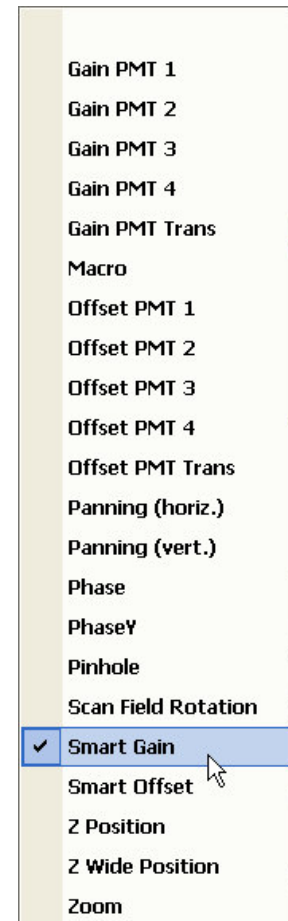 Gain PMT 1
Gain PMT 2
Gain PMT 3
Gain PMT 4
Gain PMT Trans
Macro
Offset PMT 1
Offset PMT 2
Offset PMT 3
Offset PMT 4
Offset PMT Trans
Panning (horiz.)
Panning (vert.)
Phase
PhaseY
Pinhole
Scan Field Rotation
Smart Gain
Smart Offset
Z Position
Z Wide Position
Zoom